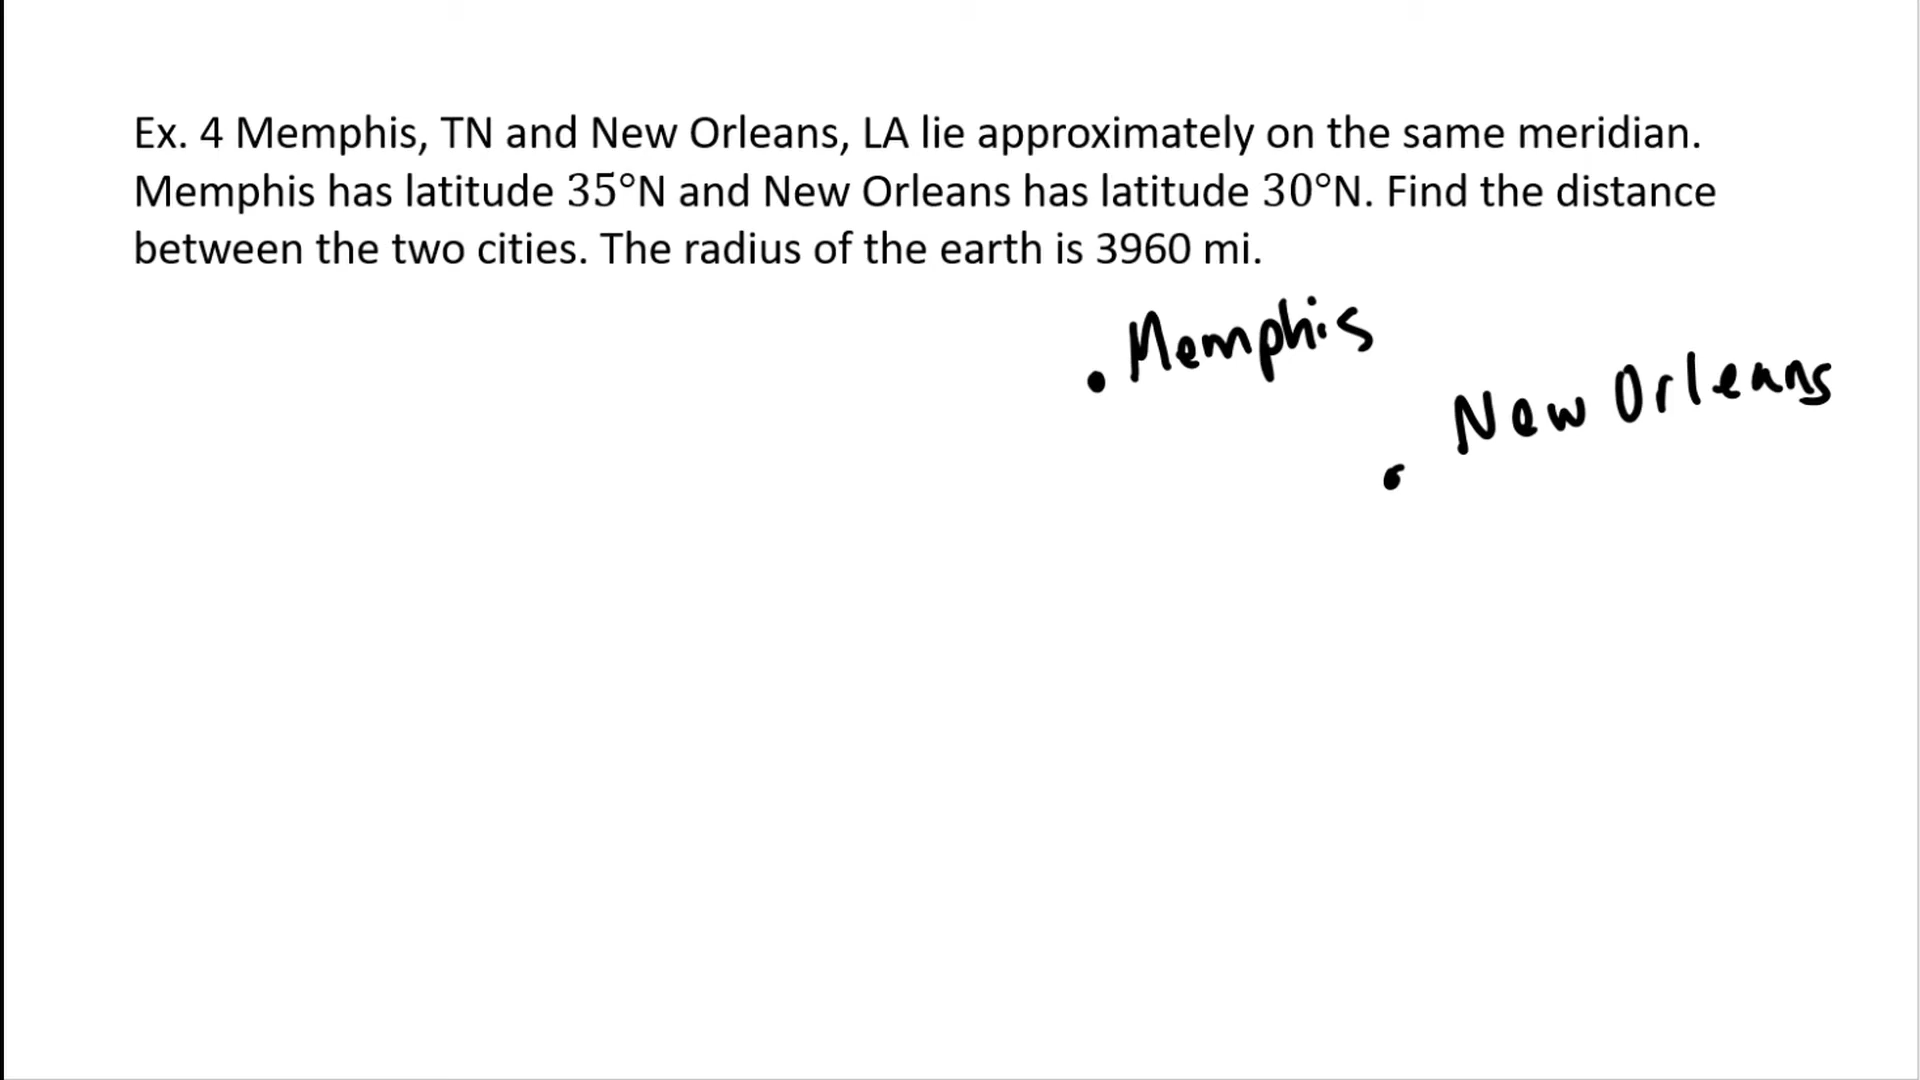 Ex. 4 Memphis, TN and New Orleans, LA lie approximately on the same meridian.
Memphis has latitude 35°N and New Orleans has latitude 30°N. Find the distance
between the two cities. The radius of the earth is 3960 mi.
Memphis
New Orleans